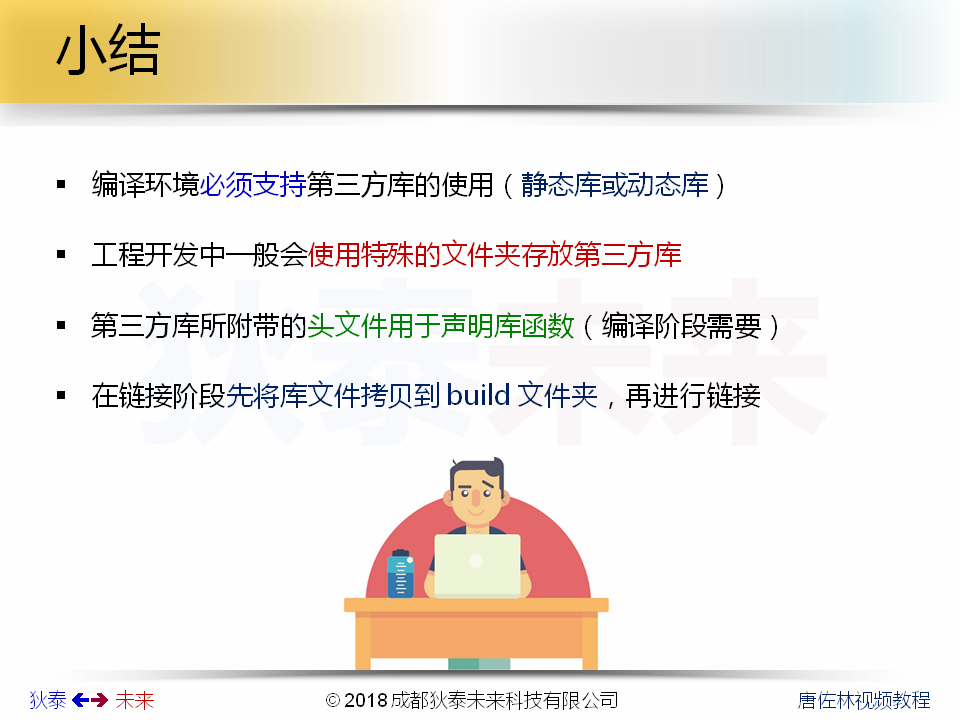 小结
▪ 编译环境必须支持第三方库的使用（静态库或动态库）
▪ 工程开发中一般会使用特殊的文件夹存放第三方库
▪ 第三方库所附带的头文件用于声明库函数（编译阶段需要）
▪ 在链接阶段先将库文件拷贝到 build 文件夹，再进行链接
狄泰未来
狄泰 未来
© 2018 成都狄泰未来科技有限公司
唐佐林视频教程